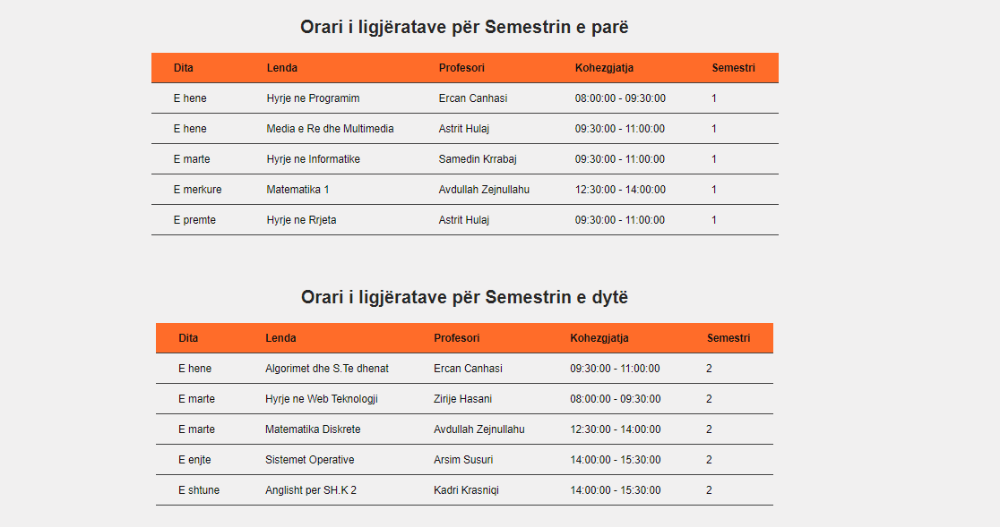 Orari i ligjëratave për Semestrin e parë
Dita Lenda Profesori Kohezgjatja Semestri
E hene Hyrje ne Programim Ercan Canhasi 08:00:00 - 09:30:00 1
E hene Media e Re dhe Multimedia Astrit Hulaj 09:30:00 - 11:00:00 1
E marte Hyrje ne Informatike Samedin Krrabaj 09:30:00 - 11:00:00 1
E merkure Matematika 1 Avdullah Zejnullahu 12:30:00 - 14:00:00 1
E premte Hyrje ne Rrjeta Astrit Hulaj 09:30:00 - 11:00:00 1
Orari i ligjëratave për Semestrin e dytë
Dita Lenda Profesori Kohezgjatja Semestri
E hene Algorimet dhe S.Te dhenat Ercan Canhasi 09:30:00 - 11:00:00 2
E marte Hyrje ne Web Teknologji Zirije Hasani 08:00:00 - 09:30:00 2
E marte Matematika Diskrete Avdullah Zejnullahu 12:30:00 - 14:00:00 2
E enjte Sistemet Operative Arsim Susuri 14:00:00 - 15:30:00 2
E shtune Anglisht per SH.K 2 Kadri Krasniqi 14:00:00 - 15:30:00 2